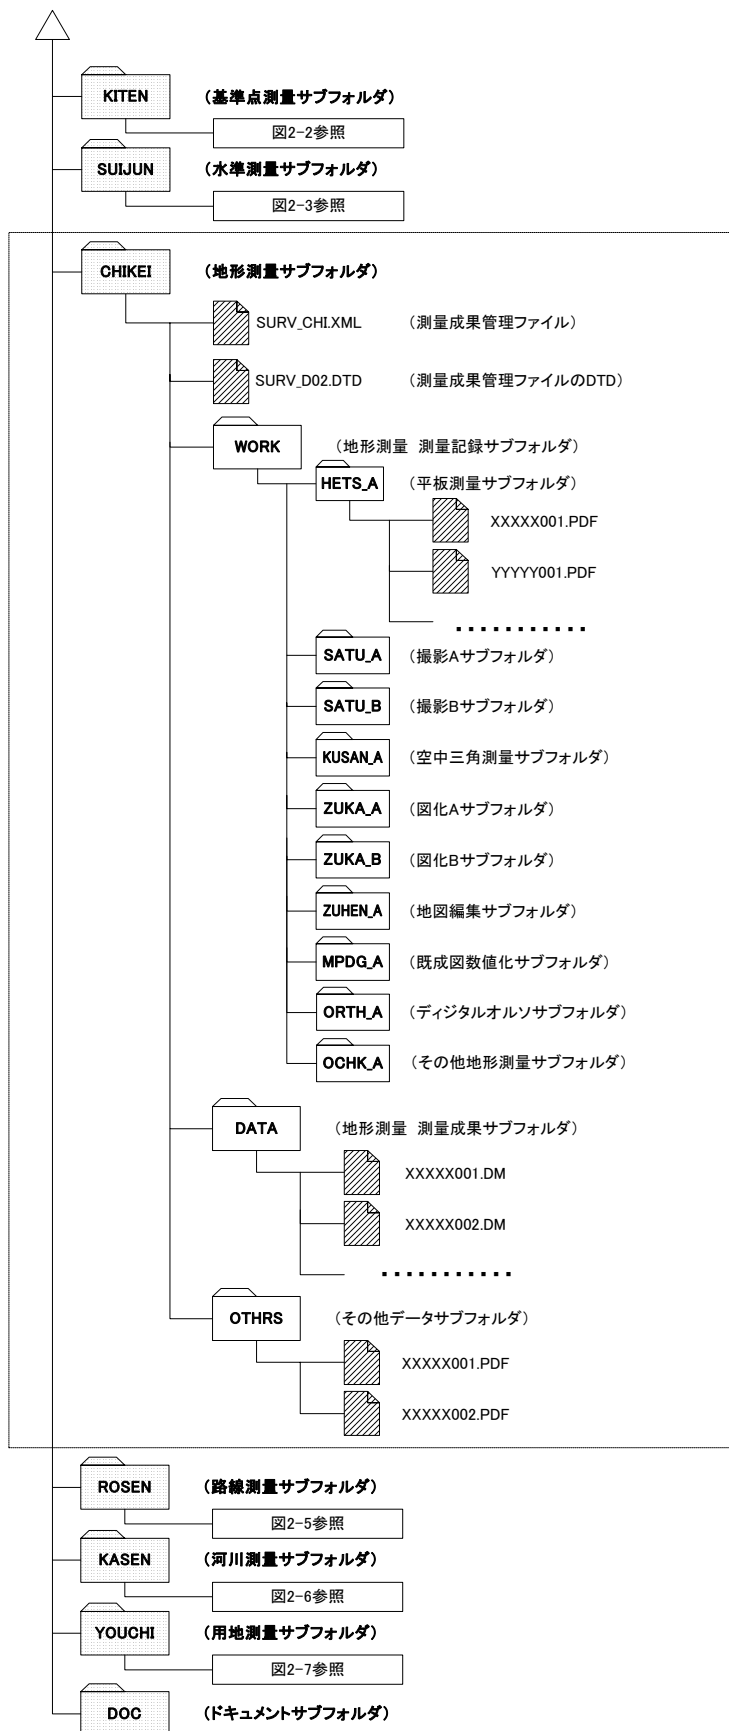 KITEN (基準点測量サブフォルダ)
図2-2参照
SUIJUN (水準測量サブフォルダ)
図2-3参照
CHIKEI (地形測量サブフォルダ)
SURV_CHI.XML (測量成果管理ファイル)
SURV_D02.DTD (測量成果管理ファイルのDTD)
WORK (地形測量 測量記録サブフォルダ)
HETS_A (平板測量サブフォルダ)
XXXXX001.PDF
YYYYY001.PDF
...........
SATU_A (撮影Aサブフォルダ)
SATU_B (撮影Bサブフォルダ)
KUSAN_A (空中三角測量サブフォルダ)
ZUKA_A (図化Aサブフォルダ)
ZUKA_B (図化Bサブフォルダ)
ZUHEN_A (地図編集サブフォルダ)
MPDG_A (既成図数値化サブフォルダ)
ORTH_A (ディジタルオルソサブフォルダ)
OCHK_A (その他地形測量サブフォルダ)
DATA (地形測量 測量成果サブフォルダ)
XXXXX001.DM
XXXXX002.DM
...........
OTHRS (その他データサブフォルダ)
XXXXX001.PDF
XXXXX002.PDF
ROSEN (路線測量サブフォルダ)
図2-5参照
KASEN (河川測量サブフォルダ)
図2-6参照
YOUCHI (用地測量サブフォルダ)
図2-7参照
DOC (ドキュメントサブフォルダ)